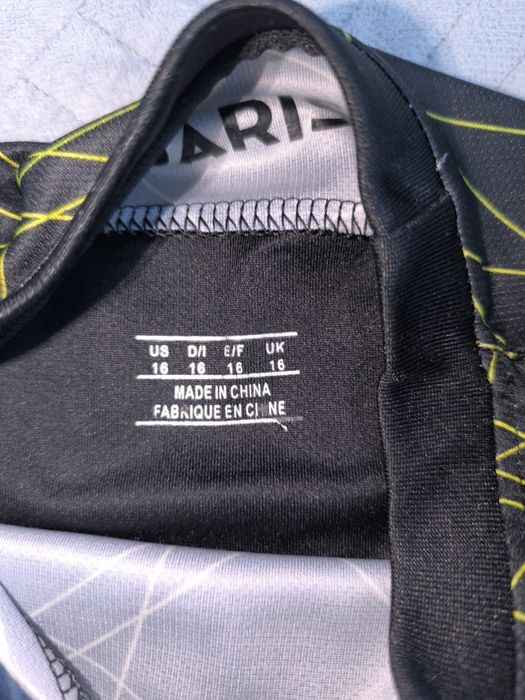 US D/I E/F UK
16 16 16 16
MADE IN CHINA
FABRIQUE EN CHINE